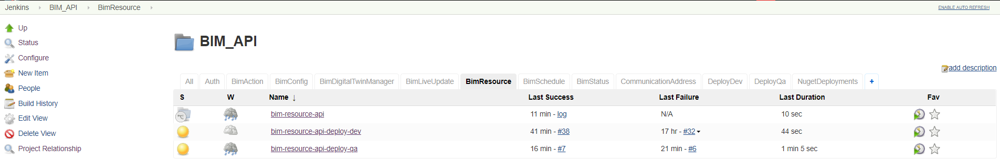 Jenkins BIM_API BimResource ENABLE AUTO REFRESH
Up
Status
Configure
New Item
People
Build History
Edit View
Delete View
Project Relationship
BIM_API
add description
All Auth BimAction BimConfig BimDigitalTwinManager BimLiveUpdate BimResource BimSchedule BimStatus CommunicationAddress DeployDev DeployQa NugetDeployments +
S W Name ↓ Last Success Last Failure Last Duration Fav
bim-resource-api 11 min - log N/A 10 sec
bim-resource-api-deploy-dev 41 min - #38 17 hr - #32 44 sec
bim-resource-api-deploy-qa 16 min - #7 21 min - #6 1 min 5 sec